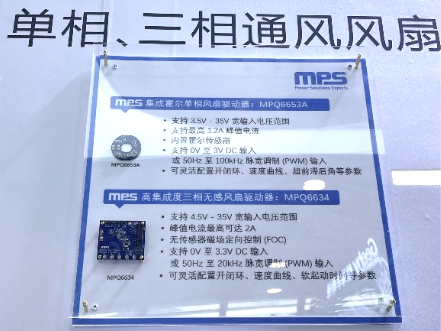 单相、三相通风风扇
mps
Power Solutions Experts
mps 集成霍尔单相风扇驱动器：MPQ6653A
• 支持 3.5V - 35V 宽输入电压范围
• 支持最高 1.2A 峰值电流
• 内置霍尔传感器
• 支持 0V 至 3V DC 输入
或 50Hz 至 100kHz 脉宽调制 (PWM) 输入
• 可灵活配置开闭环、速度曲线、超前滞后角等参数
MPQ6653A
mps 高集成度三相无感风扇驱动器：MPQ6634
• 支持 4.5V - 35V 宽输入电压范围
• 峰值电流最高可达 2A
• 无传感器磁场定向控制 (FOC)
• 支持 0V 至 3.3V DC 输入
或 50Hz 至 20kHz 脉宽调制 (PWM) 输入
• 可灵活配置开闭环、速度曲线、软起动时间等参数
MPQ6634